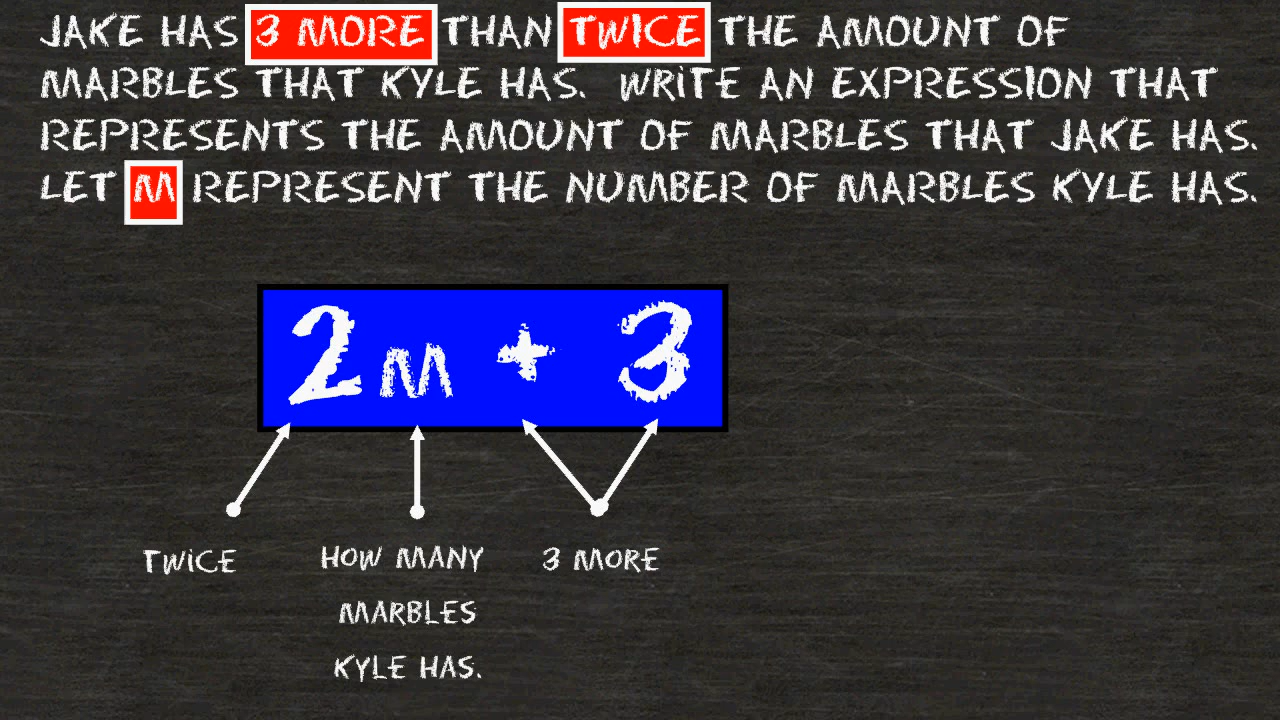 JAKE HAS 3 MORE THAN TWICE THE AMOUNT OF
MARBLES THAT KYLE HAS. WRITE AN EXPRESSION THAT
REPRESENTS THE AMOUNT OF MARBLES THAT JAKE HAS.
LET M REPRESENT THE NUMBER OF MARBLES KYLE HAS.
2m + 3
TWICE
HOW MANY
MARBLES
KYLE HAS.
3 MORE